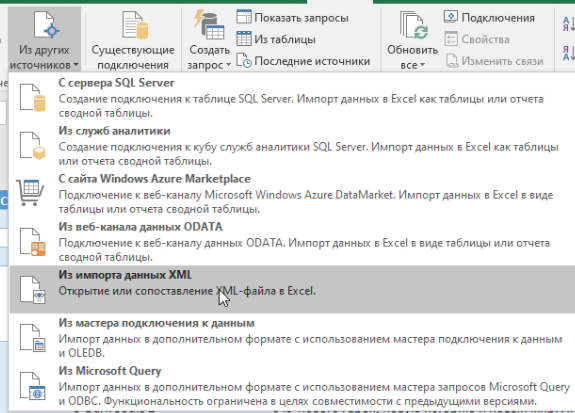 Из других
источников
Существующие
подключения
Создать
запрос
Показать запросы
Из таблицы
Последние источники
Обновить
все
Подключения
Свойства
Изменить связи
С сервера SQL Server
Создание подключения к таблице SQL Server. Импорт данных в Excel как таблицы или отчета
сводной таблицы.
Из служб аналитики
Создание подключения к кубу служб аналитики SQL Server. Импорт данных в Excel как таблицы
или отчета сводной таблицы.
С сайта Windows Azure Marketplace
Подключение к веб-каналу Microsoft Windows Azure DataMarket. Импорт данных в Excel в виде
таблицы или отчета сводной таблицы.
Из веб-канала данных ODATA
Подключение к веб-каналу данных ODATA. Импорт данных в Excel в виде таблицы или отчета
сводной таблицы.
Из импорта данных XML
Открытие или сопоставление XML-файла в Excel.
Из мастера подключения к данным
Импорт данных в дополнительном формате с использованием мастера подключения к данным
и OLEDB.
Из Microsoft Query
Импорт данных в дополнительном формате с использованием мастера запросов Microsoft Query
и ODBC. Функциональность ограничена в целях совместимости с предыдущими версиями.